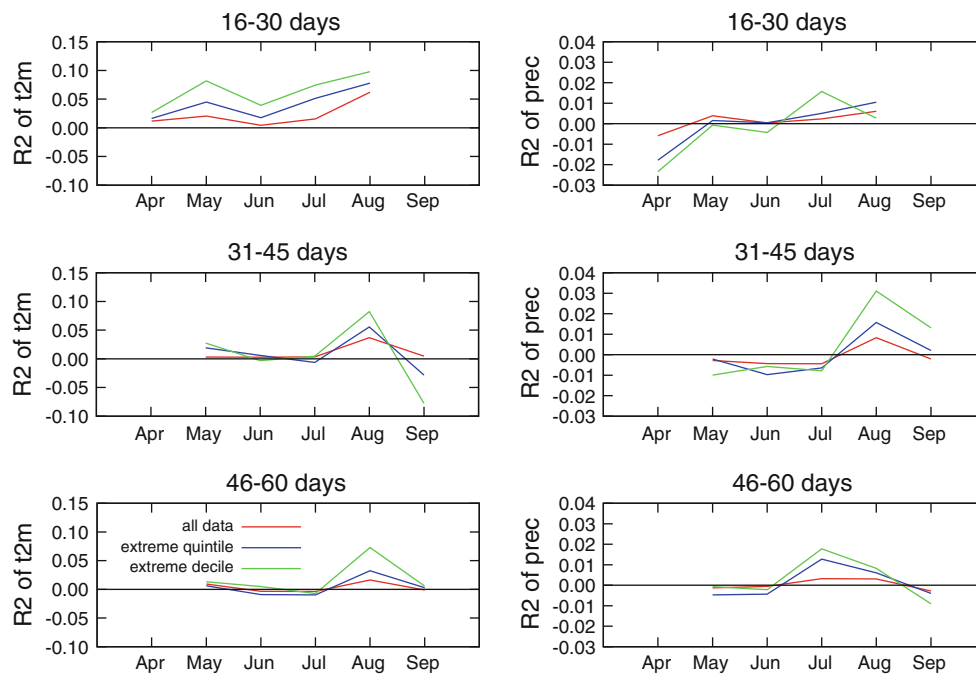 16-30 days
R2 of t2m
0.15
0.10
0.05
0.00
-0.05
-0.10
Apr May Jun Jul Aug Sep
16-30 days
R2 of prec
0.04
0.03
0.02
0.01
0.00
-0.01
-0.02
-0.03
Apr May Jun Jul Aug Sep
31-45 days
R2 of t2m
0.15
0.10
0.05
0.00
-0.05
-0.10
Apr May Jun Jul Aug Sep
31-45 days
R2 of prec
0.04
0.03
0.02
0.01
0.00
-0.01
-0.02
-0.03
Apr May Jun Jul Aug Sep
46-60 days
R2 of t2m
0.15
0.10
0.05
0.00
-0.05
-0.10
all data
extreme quintile
extreme decile
Apr May Jun Jul Aug Sep
46-60 days
R2 of prec
0.04
0.03
0.02
0.01
0.00
-0.01
-0.02
-0.03
Apr May Jun Jul Aug Sep